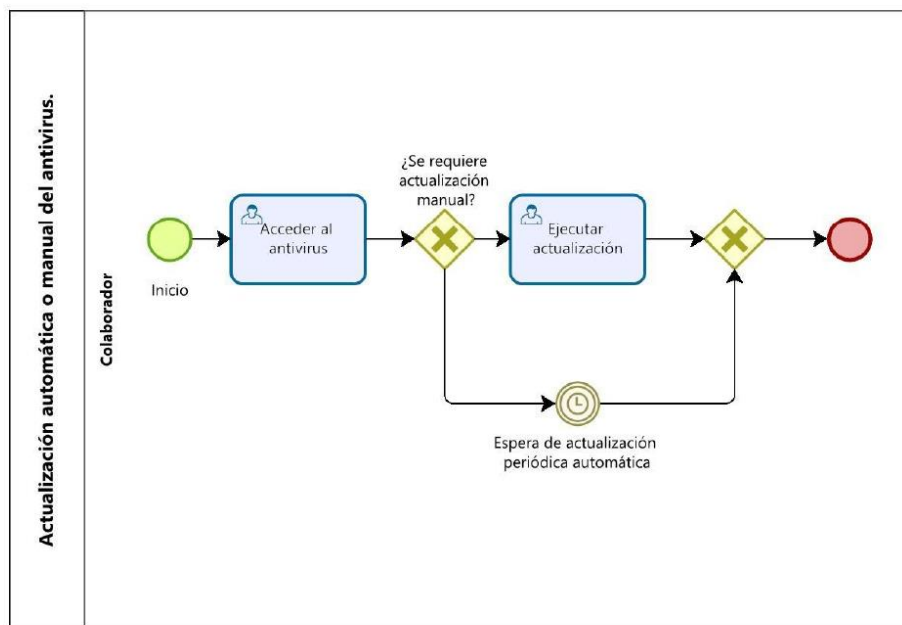 Actualización automática o manual del antivirus.
Colaborador
Inicio
Acceder al
antivirus
¿Se requiere
actualización
manual?
Ejecutar
actualización
Espera de actualización
periódica automática